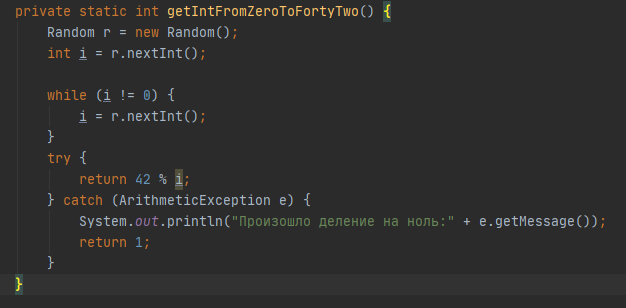 private static int getIntFromZeroToFortyTwo() {
Random r = new Random();
int i = r.nextInt();
while (i != 0) {
i = r.nextInt();
}
try {
return 42 % i;
} catch (ArithmeticException e) {
System.out.println("Произошло деление на ноль:" + e.getMessage());
return 1;
}
}